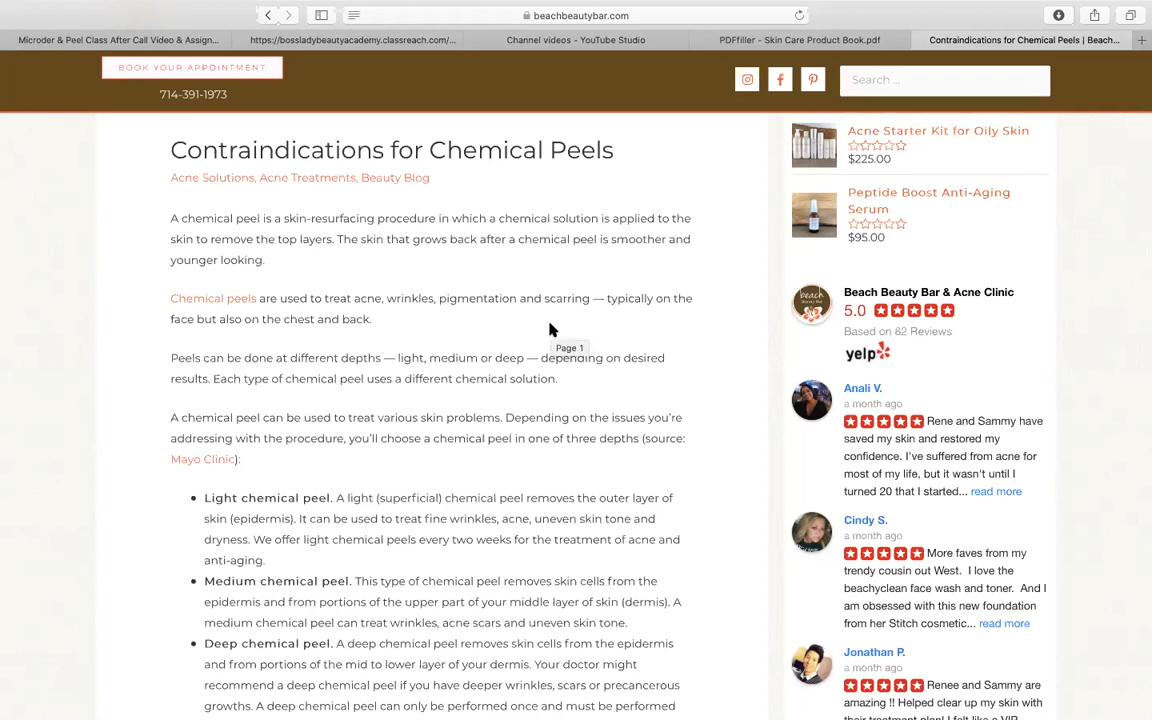 beachbeautybar.com
Microder & Peel Class After Call Video & Assign...
https://bossladybeautyacademy.classreach.com/...
Channel videos - YouTube Studio
PDFfiller - Skin Care Product Book.pdf
Contraindications for Chemical Peels | Beach...
BOOK YOUR APPOINTMENT
714-391-1973
Search ...
Contraindications for Chemical Peels
Acne Solutions, Acne Treatments, Beauty Blog
A chemical peel is a skin-resurfacing procedure in which a chemical solution is applied to the
skin to remove the top layers. The skin that grows back after a chemical peel is smoother and
younger looking.
Chemical peels are used to treat acne, wrinkles, pigmentation and scarring — typically on the
face but also on the chest and back.
Page 1
Peels can be done at different depths — light, medium or deep — depending on desired
results. Each type of chemical peel uses a different chemical solution.
A chemical peel can be used to treat various skin problems. Depending on the issues you're
addressing with the procedure, you'll choose a chemical peel in one of three depths (source:
Mayo Clinic):
Light chemical peel. A light (superficial) chemical peel removes the outer layer of
skin (epidermis). It can be used to treat fine wrinkles, acne, uneven skin tone and
dryness. We offer light chemical peels every two weeks for the treatment of acne and
anti-aging.
Medium chemical peel. This type of chemical peel removes skin cells from the
epidermis and from portions of the upper part of your middle layer of skin (dermis). A
medium chemical peel can treat wrinkles, acne scars and uneven skin tone.
Deep chemical peel. A deep chemical peel removes skin cells from the epidermis
and from portions of the mid to lower layer of your dermis. Your doctor might
recommend a deep chemical peel if you have deeper wrinkles, scars or precancerous
growths. A deep chemical peel can only be performed once and must be performed
Acne Starter Kit for Oily Skin
$225.00
Peptide Boost Anti-Aging
Serum
$95.00
beach
Beach Beauty Bar & Acne Clinic
5.0
Based on 82 Reviews
yelp
Anali V.
a month ago
Rene and Sammy have
saved my skin and restored my
confidence. I've suffered from acne for
most of my life, but it wasn't until I
turned 20 that I started... read more
Cindy S.
a month ago
More faves from my
trendy cousin out West. I love the
beachyclean face wash and toner. And I
am obsessed with this new foundation
from her Stitch cosmetic... read more
Jonathan P.
a month ago
Renee and Sammy are
amazing !! Helped clear up my skin with
their treatment plan! I felt like a VIP